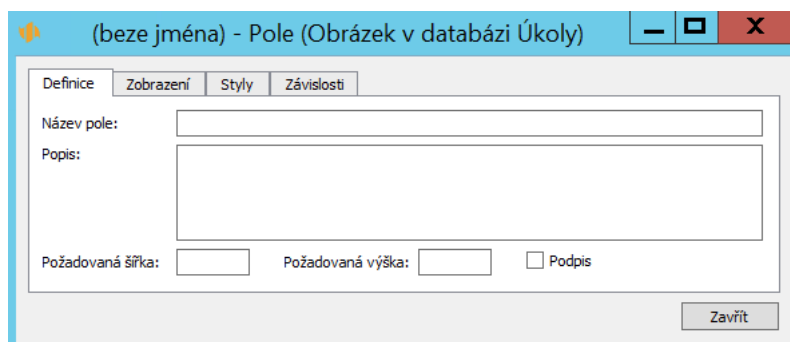 (beze jména) - Pole (Obrázek v databázi Úkoly)
Definice Zobrazení Styly Závislosti
Název pole:
Popis:
Požadovaná šířka: Požadovaná výška: Podpis
Zavřít